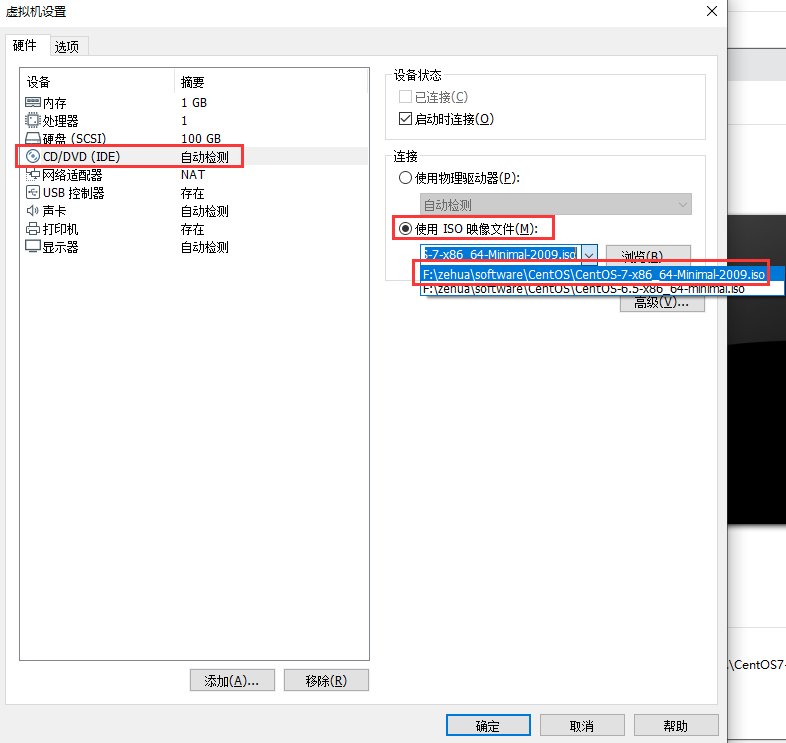 虚拟机设置
硬件 选项
设备 摘要
内存 1 GB
处理器 1
硬盘 (SCSI) 100 GB
CD/DVD (IDE) 自动检测
网络适配器 NAT
USB 控制器 存在
声卡 自动检测
打印机 存在
显示器 自动检测
添加(A)... 移除(R)
设备状态
已连接(C)
启动时连接(O)
连接
使用物理驱动器(P):
自动检测
使用 ISO 映像文件(M):
S-7-x86_64-Minimal-2009.iso 浏览(B)...
F:\zehua\software\CentOS\CentOS-7-x86_64-Minimal-2009.iso
F:\zehua\software\CentOS\CentOS-6.5-x86_64-minimal.iso
高级(V)...
确定 取消 帮助
\CentOS7-